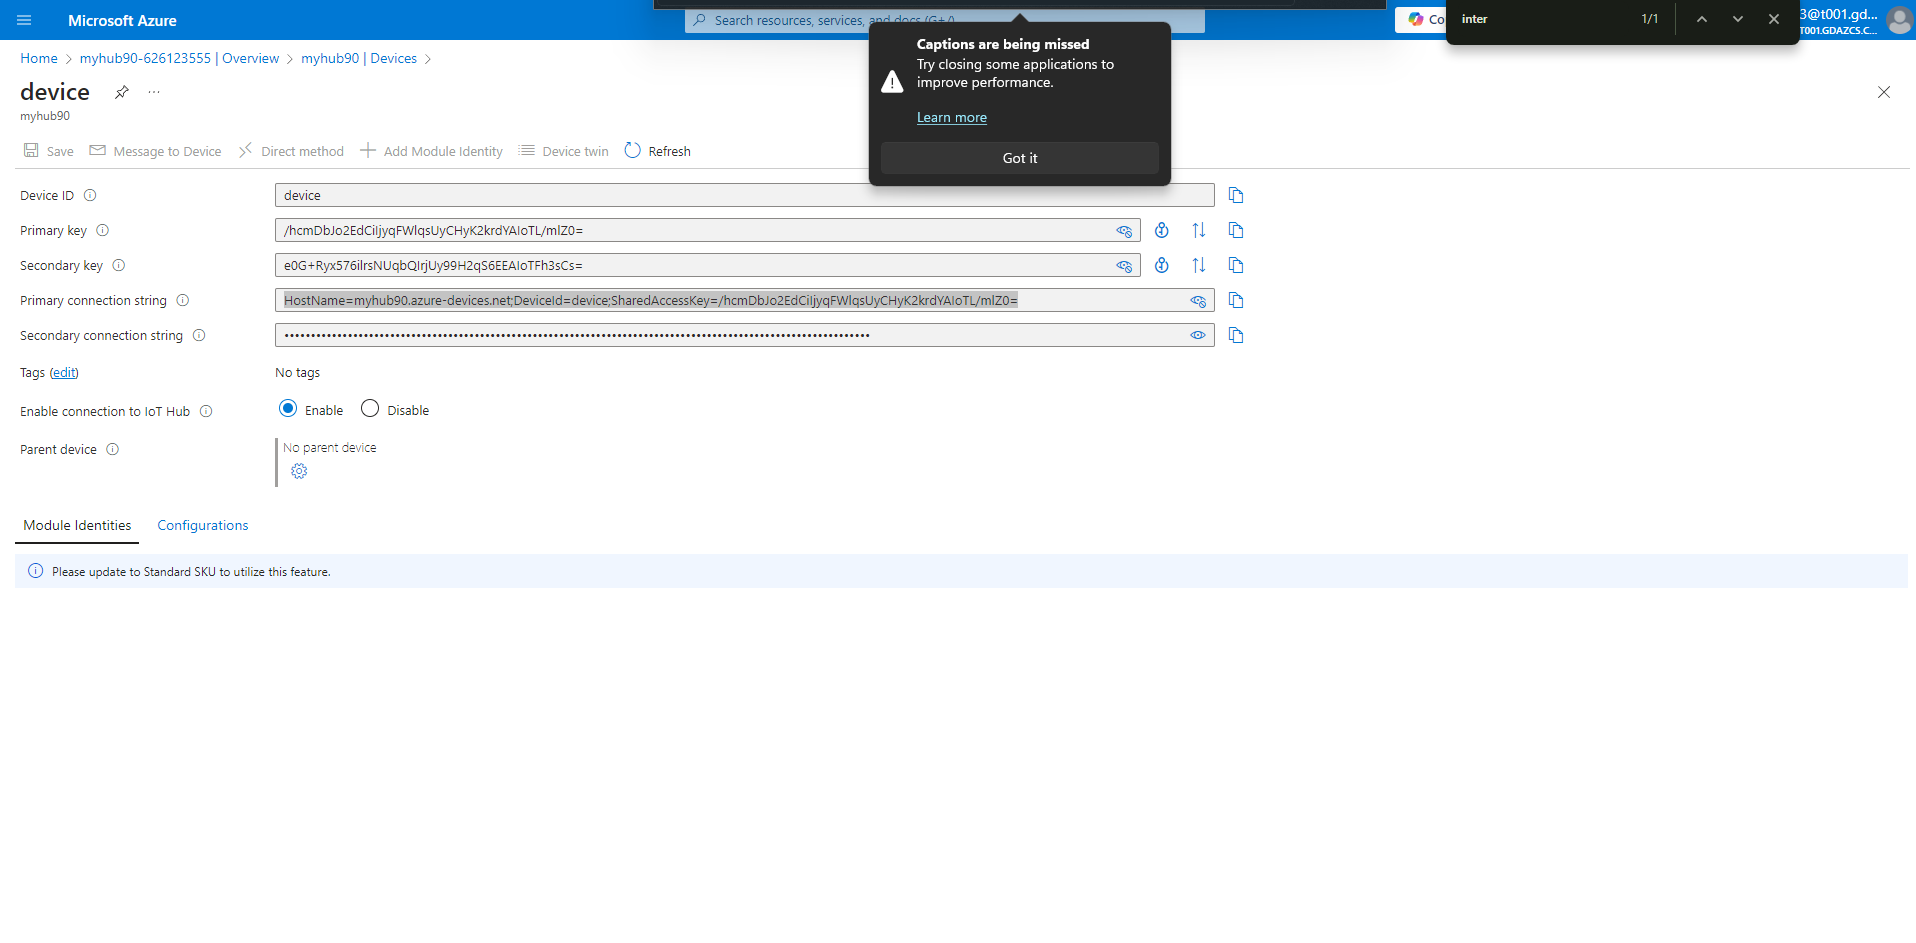 Microsoft Azure
Search resources, services, and docs (G+/)
Co
inter
1/1
3@t001.gd...
T001.GDAZCS.C...
Captions are being missed
Try closing some applications to
improve performance.
Learn more
Got it
Home > myhub90-626123555 | Overview > myhub90 | Devices >
device ...
myhub90
Save Message to Device Direct method Add Module Identity Device twin Refresh
Device ID device
Primary key /hcmDbJo2EdCiIjyqFWlqsUyCHyK2krdYAIoTL/mlZ0=
Secondary key e0G+Ryx576ilrsNUqbQIrjUy99H2qS6EEAIoTFh3sCs=
Primary connection string HostName=myhub90.azure-devices.net;DeviceId=device;SharedAccessKey=/hcmDbJo2EdCiIjyqFWlqsUyCHyK2krdYAIoTL/mlZ0=
Secondary connection string
Tags (edit) No tags
Enable connection to IoT Hub Enable Disable
Parent device No parent device
Module Identities Configurations
Please update to Standard SKU to utilize this feature.